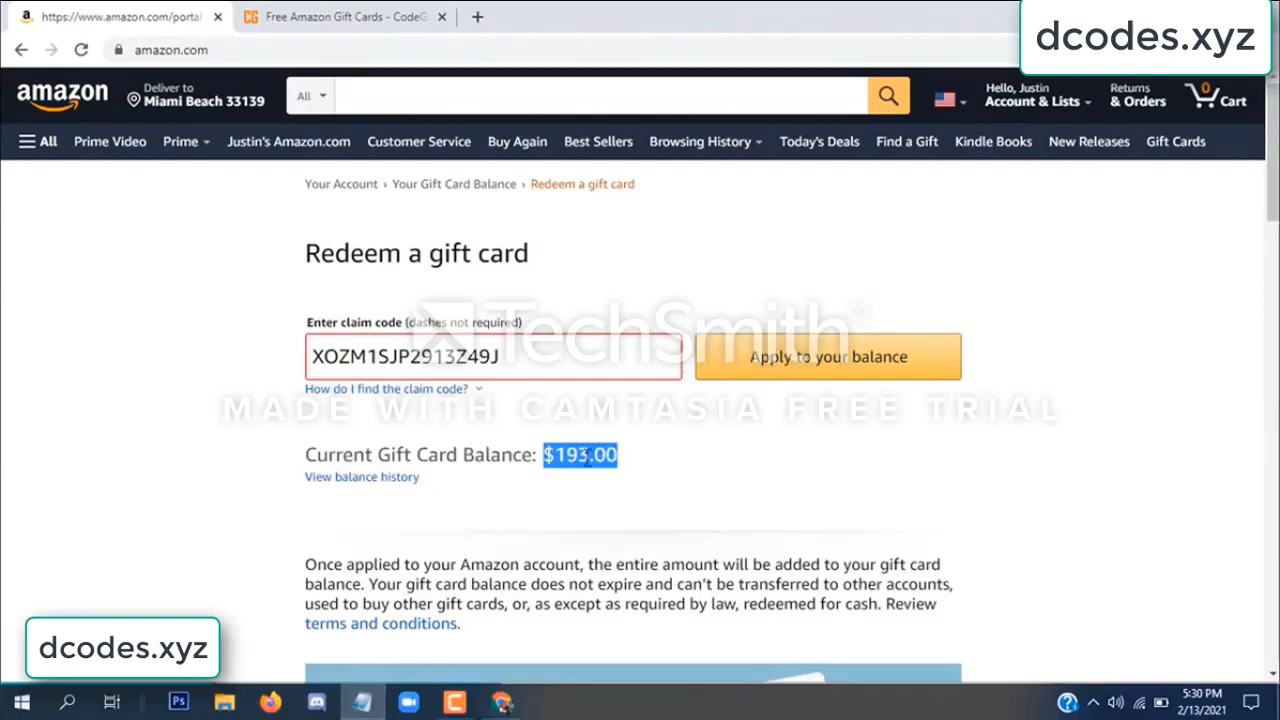 https://www.amazon.com/porta
Free Amazon Gift Cards - CodeG
amazon.com
dcodes.xyz
amazon
Deliver to
Miami Beach 33139
All
Hello, Justin
Account & Lists
Returns
& Orders
0
Cart
All
Prime Video
Prime
Justin's Amazon.com
Customer Service
Buy Again
Best Sellers
Browsing History
Today's Deals
Find a Gift
Kindle Books
New Releases
Gift Cards
Your Account › Your Gift Card Balance › Redeem a gift card
Redeem a gift card
TechSmith®
Enter claim code (dashes not required)
XOZM1SJP2913Z49J
Apply to your balance
How do I find the claim code?
MADE WITH CAMTASIA FREE TRIAL
Current Gift Card Balance: $193.00
View balance history
Once applied to your Amazon account, the entire amount will be added to your gift card
balance. Your gift card balance does not expire and can't be transferred to other accounts,
used to buy other gift cards, or, as except as required by law, redeemed for cash. Review
terms and conditions.
dcodes.xyz
Ps
5:30 PM
2/13/2021